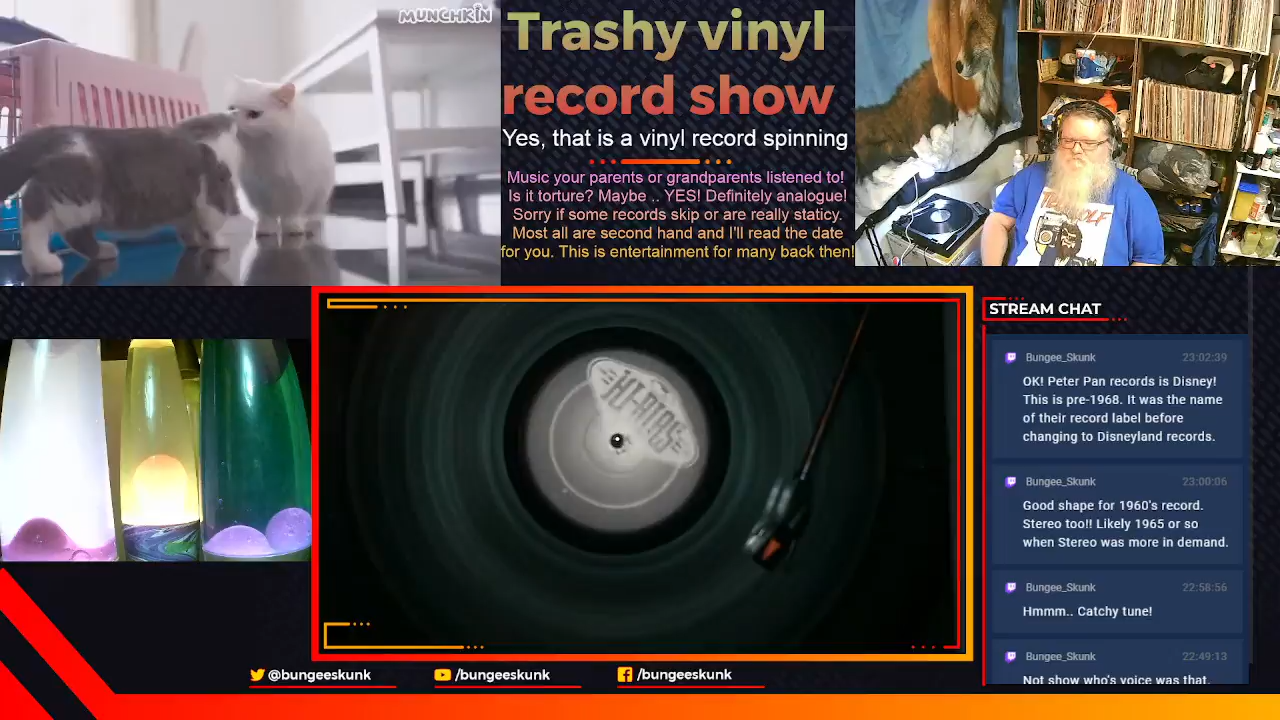 MUNCHKIN
Trashy vinyl
record show
Yes, that is a vinyl record spinning
Music your parents or grandparents listened to!
Is it torture? Maybe .. YES! Definitely analogue!
Sorry if some records skip or are really staticy.
Most all are second hand and I'll read the date
for you. This is entertainment for many back then!
STREAM CHAT
Bungee_Skunk 23:02:39
OK! Peter Pan records is Disney!
This is pre-1968. It was the name
of their record label before
changing to Disneyland records.
Bungee_Skunk 23:00:06
Good shape for 1960's record.
Stereo too!! Likely 1965 or so
when Stereo was more in demand.
Bungee_Skunk 22:58:56
Hmmm.. Catchy tune!
Bungee_Skunk 22:49:13
Not show who's voice was that.
@bungeeskunk
/bungeeskunk
/bungeeskunk